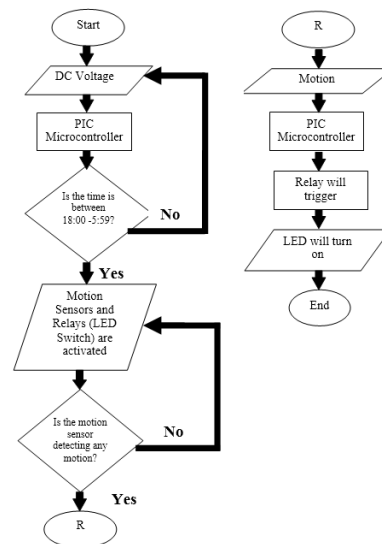 Start
DC Voltage
PIC
Microcontroller
Is the time is
between
18:00 -5:59?
No
Yes
Motion
Sensors and
Relays (LED
Switch) are
activated
Is the motion
sensor
detecting any
motion?
No
Yes
R
R
Motion
PIC
Microcontroller
Relay will
trigger
LED will turn
on
End